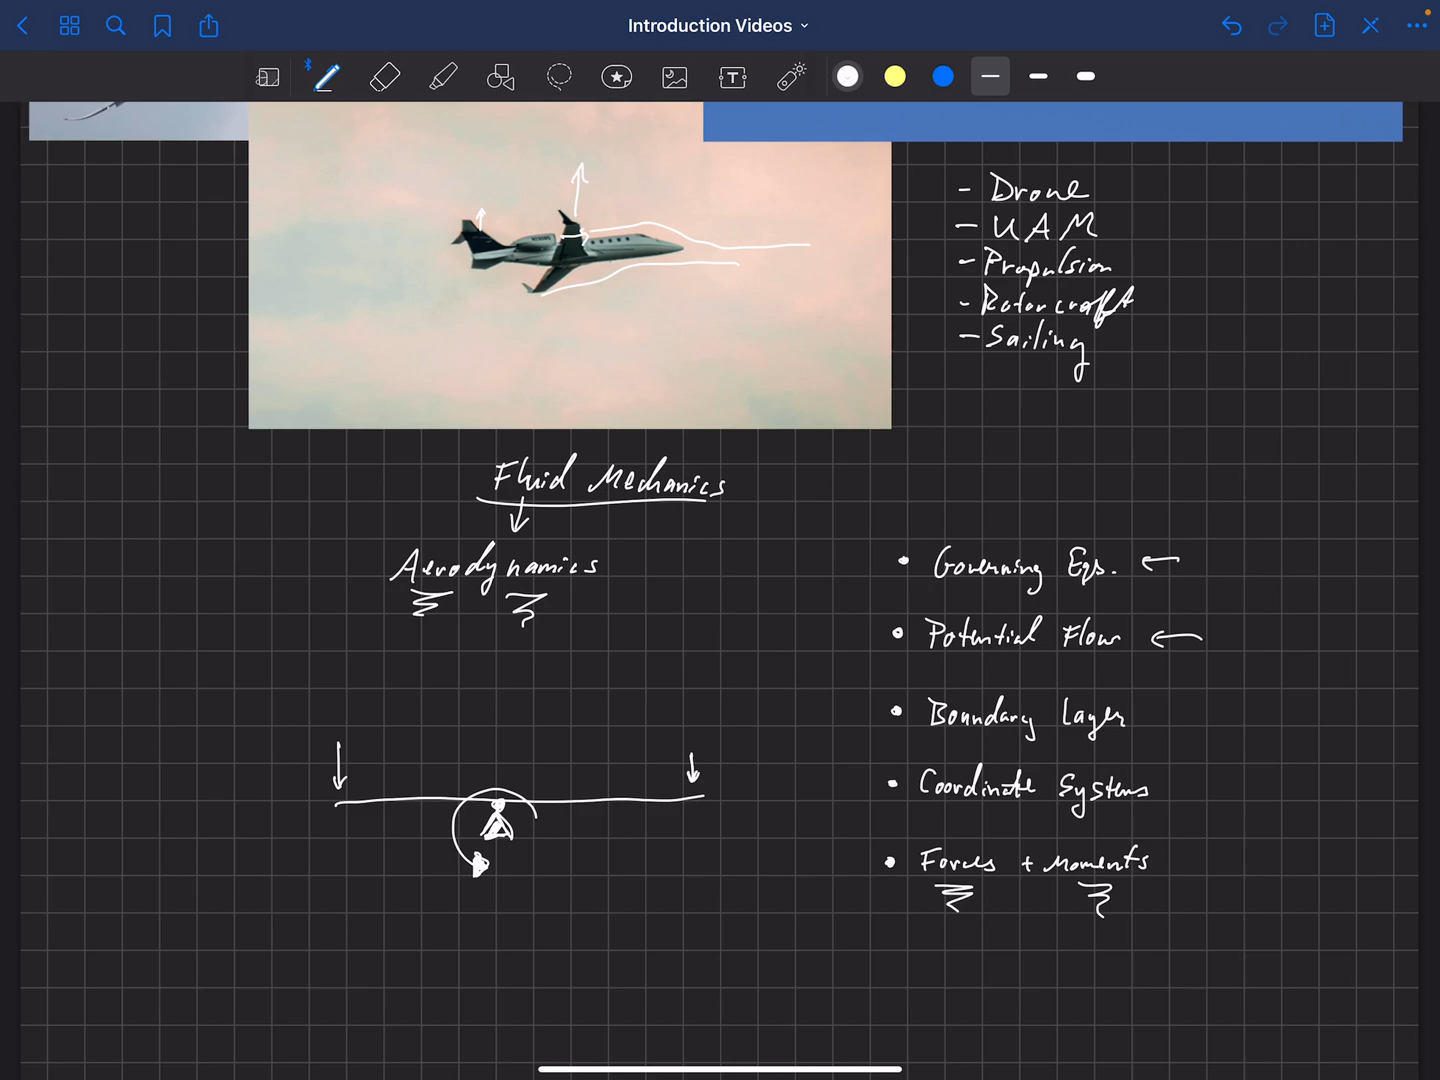 Introduction Videos
- Drone
- UAM
- Propulsion
- Rotorcraft
- Sailing
Fluid Mechanics
Aerodynamics
• Governing Eqs. ←
• Potential Flow ←
• Boundary Layer
• Coordinate Systems
• Forces + Moments